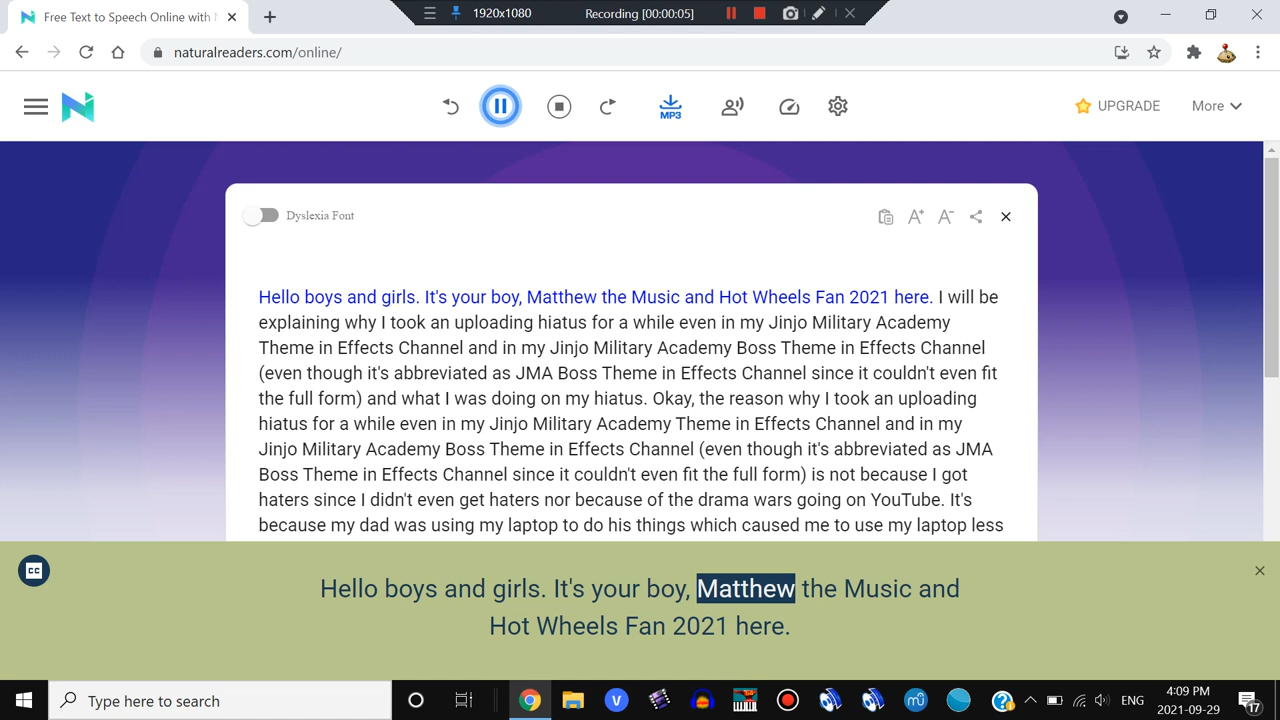 Free Text to Speech Online with N
1920x1080
Recording [00:00:05]
naturalreaders.com/online/
MP3
UPGRADE
More
Dyslexia Font
A+
A-
Hello boys and girls. It's your boy, Matthew the Music and Hot Wheels Fan 2021 here. I will be
explaining why I took an uploading hiatus for a while even in my Jinjo Military Academy
Theme in Effects Channel and in my Jinjo Military Academy Boss Theme in Effects Channel
(even though it's abbreviated as JMA Boss Theme in Effects Channel since it couldn't even fit
the full form) and what I was doing on my hiatus. Okay, the reason why I took an uploading
hiatus for a while even in my Jinjo Military Academy Theme in Effects Channel and in my
Jinjo Military Academy Boss Theme in Effects Channel (even though it's abbreviated as JMA
Boss Theme in Effects Channel since it couldn't even fit the full form) is not because I got
haters since I didn't even get haters nor because of the drama wars going on YouTube. It's
because my dad was using my laptop to do his things which caused me to use my laptop less
CC
Hello boys and girls. It's your boy, Matthew the Music and
Hot Wheels Fan 2021 here.
Type here to search
ENG
4:09 PM
2021-09-29
17